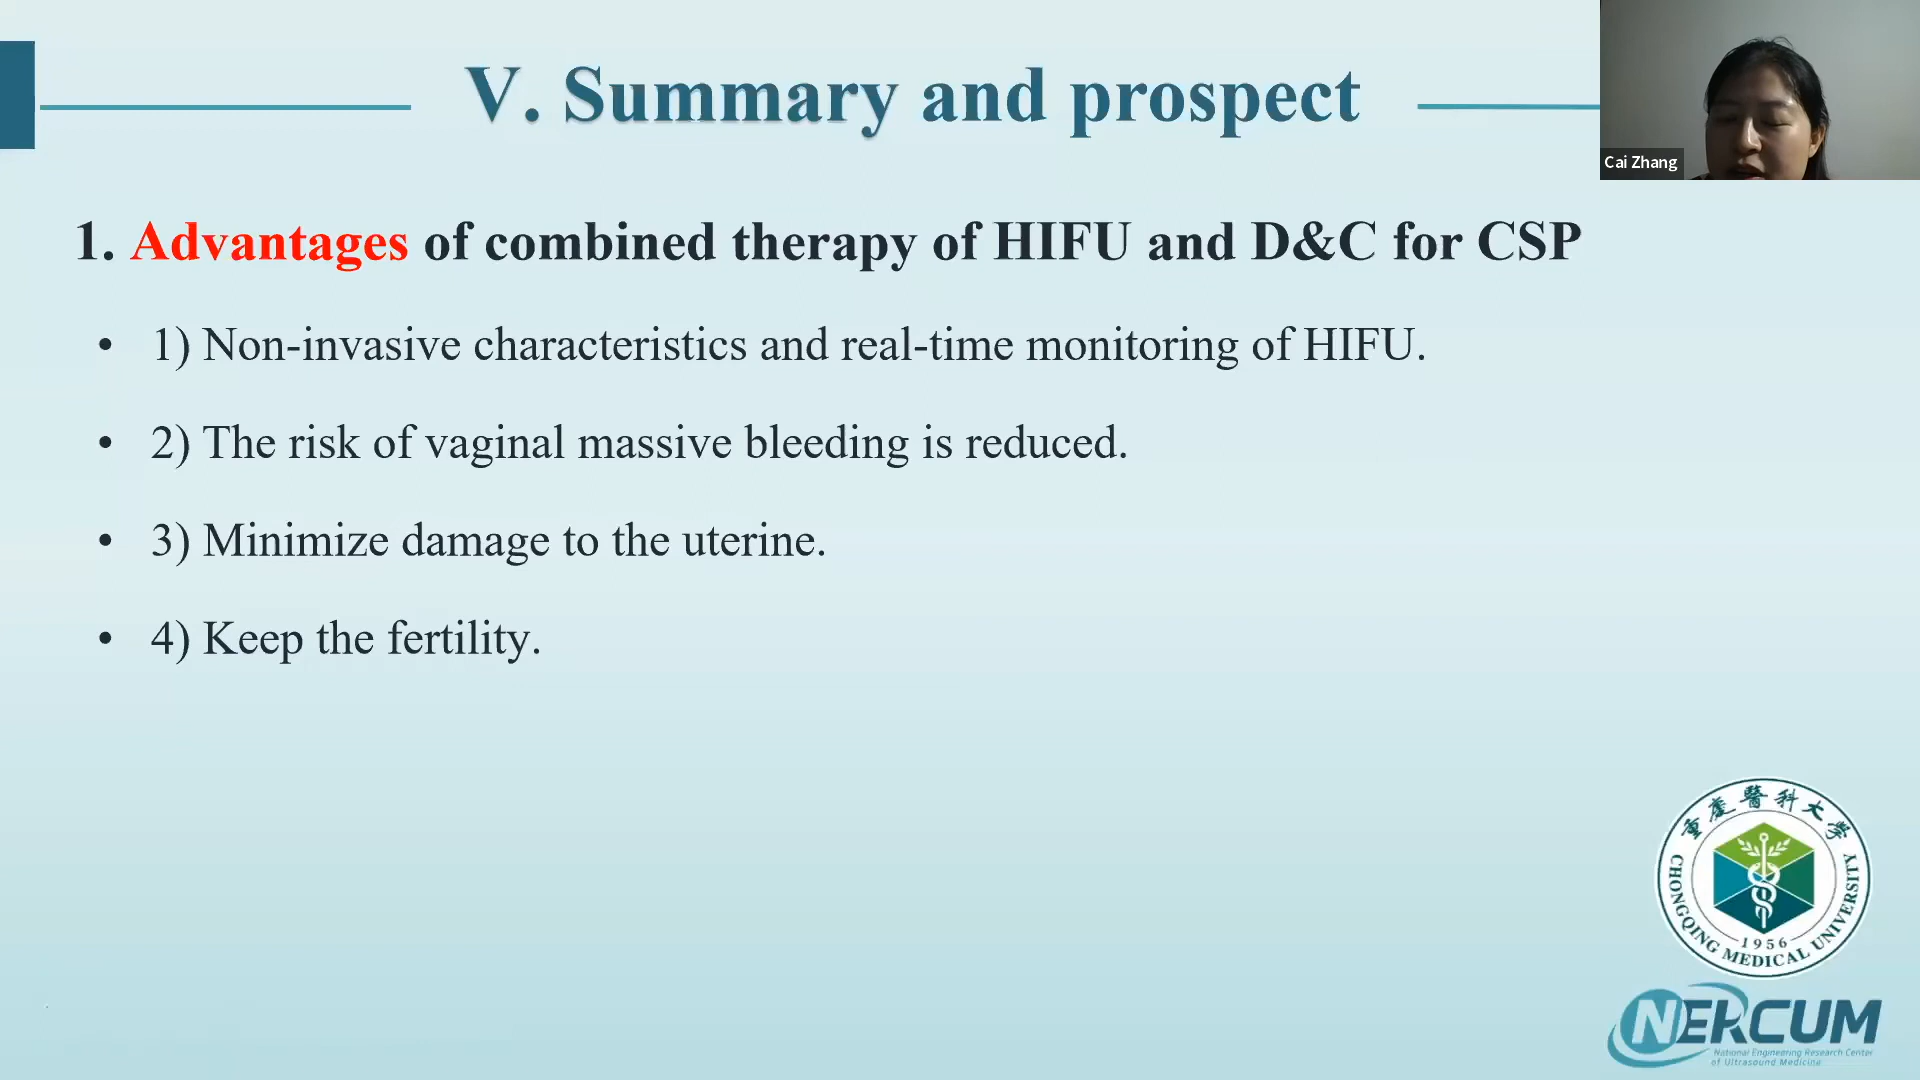 V. Summary and prospect
Cai Zhang
1. Advantages of combined therapy of HIFU and D&C for CSP
• 1) Non-invasive characteristics and real-time monitoring of HIFU.
• 2) The risk of vaginal massive bleeding is reduced.
• 3) Minimize damage to the uterine.
• 4) Keep the fertility.
重慶醫科大學
CHONGQING MEDICAL UNIVERSITY
1956
NERCUM
National Engineering Research Center
of Ultrasound Medicine